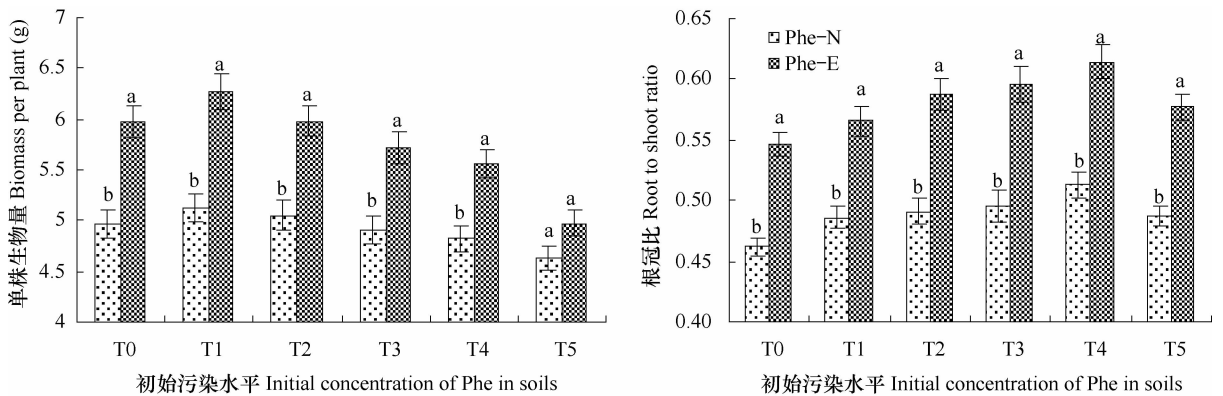 单株生物量 Biomass per plant (g)
7
6.5
6
5.5
5
4.5
4
b a b a b a b a b a a a
T0 T1 T2 T3 T4 T5
初始污染水平 Initial concentration of Phe in soils
根冠比 Root to shoot ratio
0.65
0.60
0.55
0.50
0.45
0.40
Phe-N
Phe-E
b a b a b a b a b a b a
T0 T1 T2 T3 T4 T5
初始污染水平 Initial concentration of Phe in soils